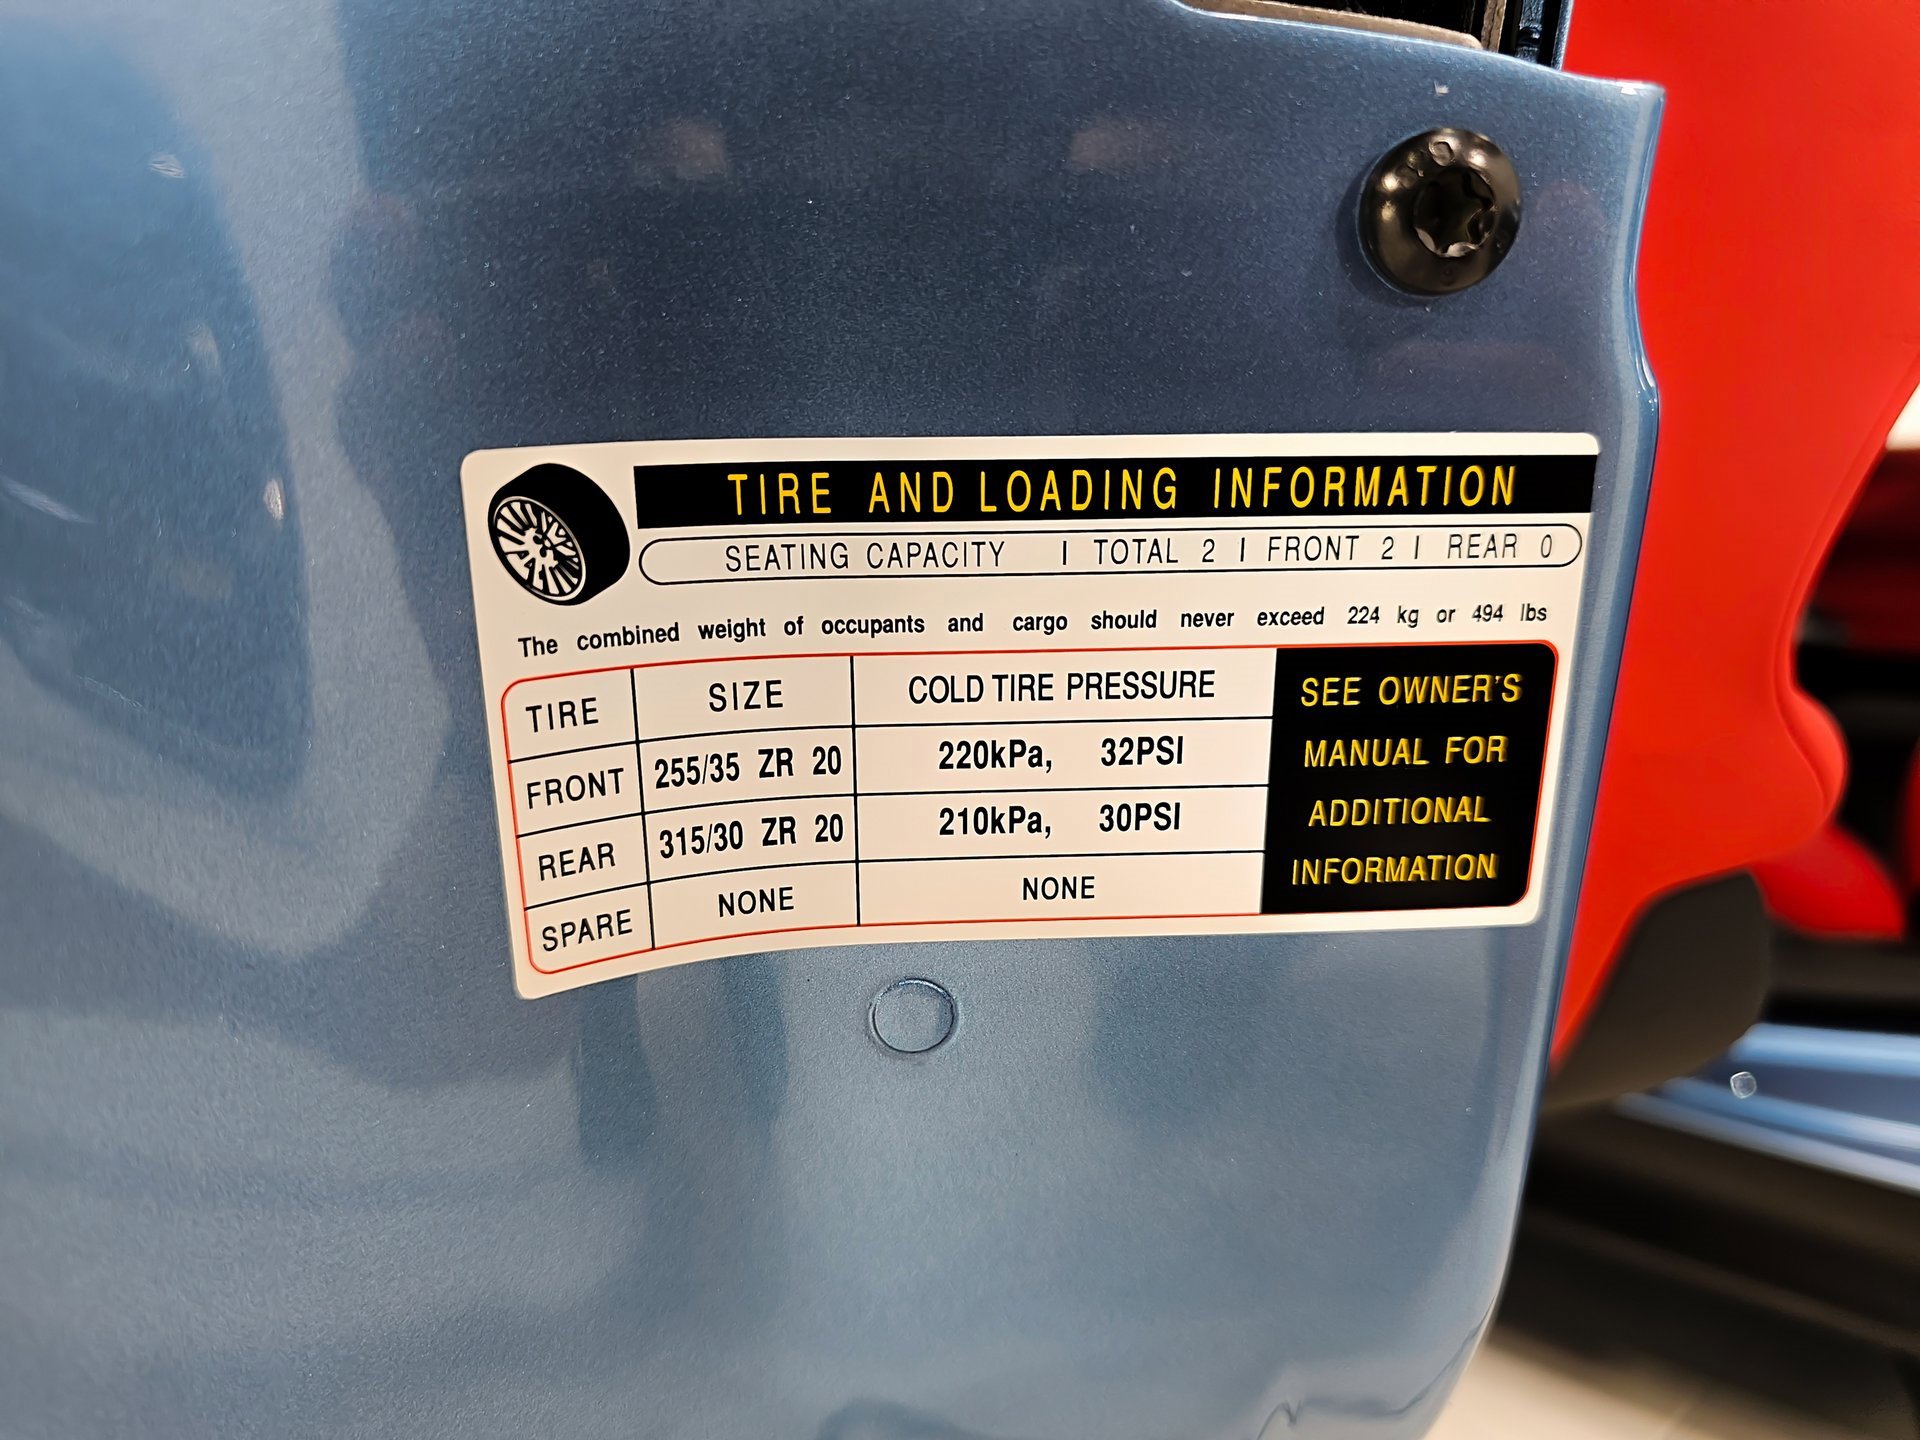 TIRE AND LOADING INFORMATION
SEATING CAPACITY | TOTAL 2 | FRONT 2 | REAR 0
The combined weight of occupants and cargo should never exceed 224 kg or 494 lbs
TIRE SIZE COLD TIRE PRESSURE
FRONT 255/35 ZR 20 220kPa, 32PSI
REAR 315/30 ZR 20 210kPa, 30PSI
SPARE NONE NONE
SEE OWNER'S
MANUAL FOR
ADDITIONAL
INFORMATION